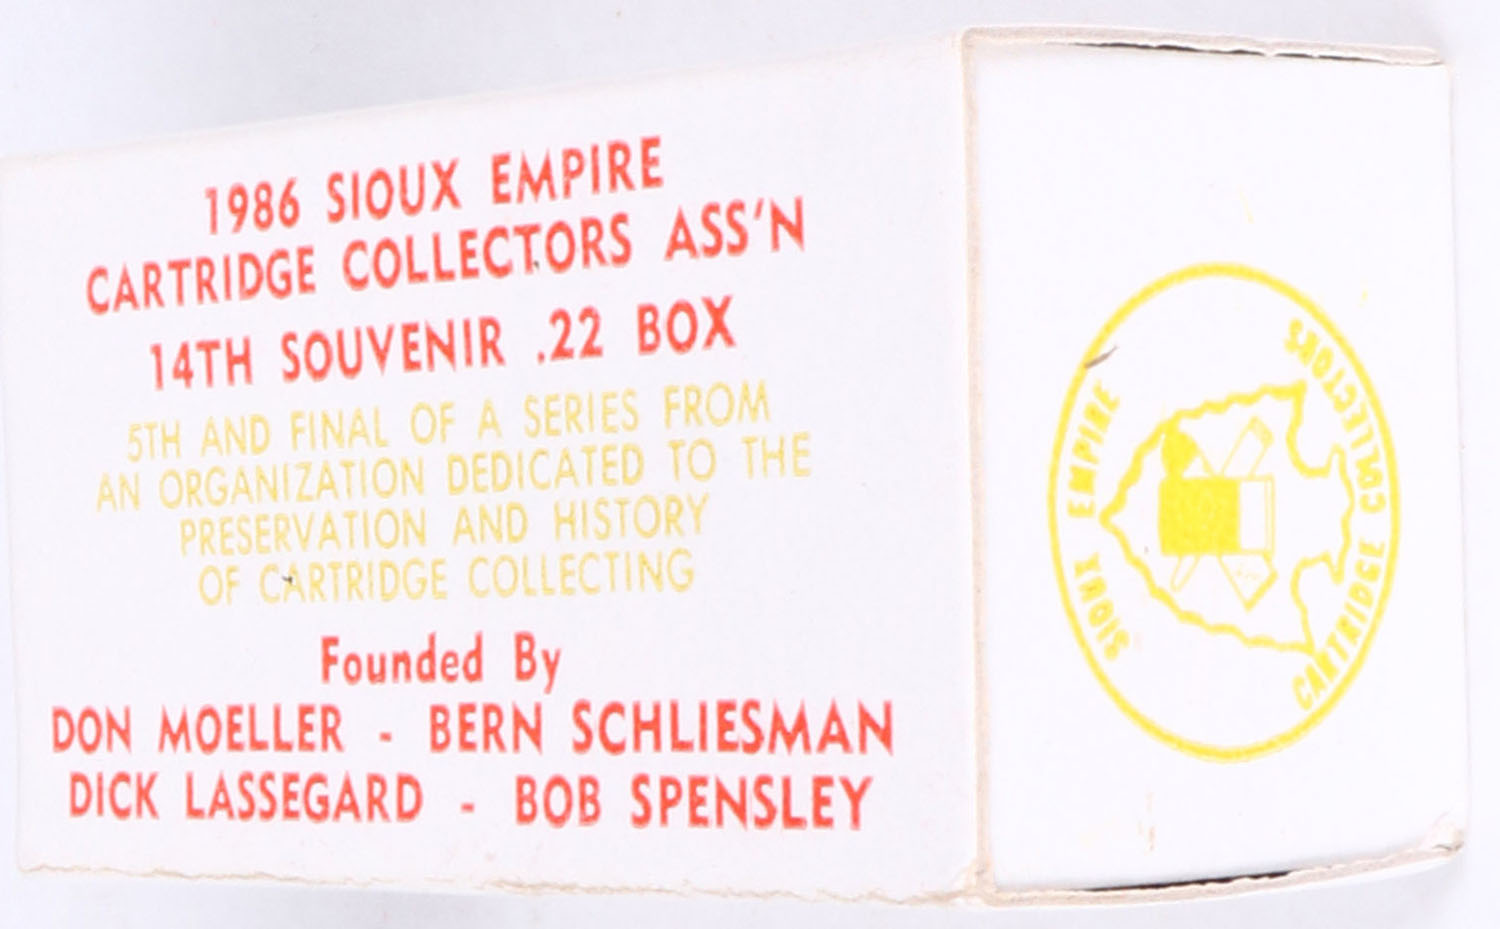 1986 SIOUX EMPIRE
CARTRIDGE COLLECTORS ASS'N
14TH SOUVENIR .22 BOX
5TH AND FINAL OF A SERIES FROM
AN ORGANIZATION DEDICATED TO THE
PRESERVATION AND HISTORY
OF CARTRIDGE COLLECTING
Founded By
DON MOELLER - BERN SCHLIESMAN
DICK LASSEGARD - BOB SPENSLEY
SIOUX EMPIRE
CARTRIDGE COLLECTORS